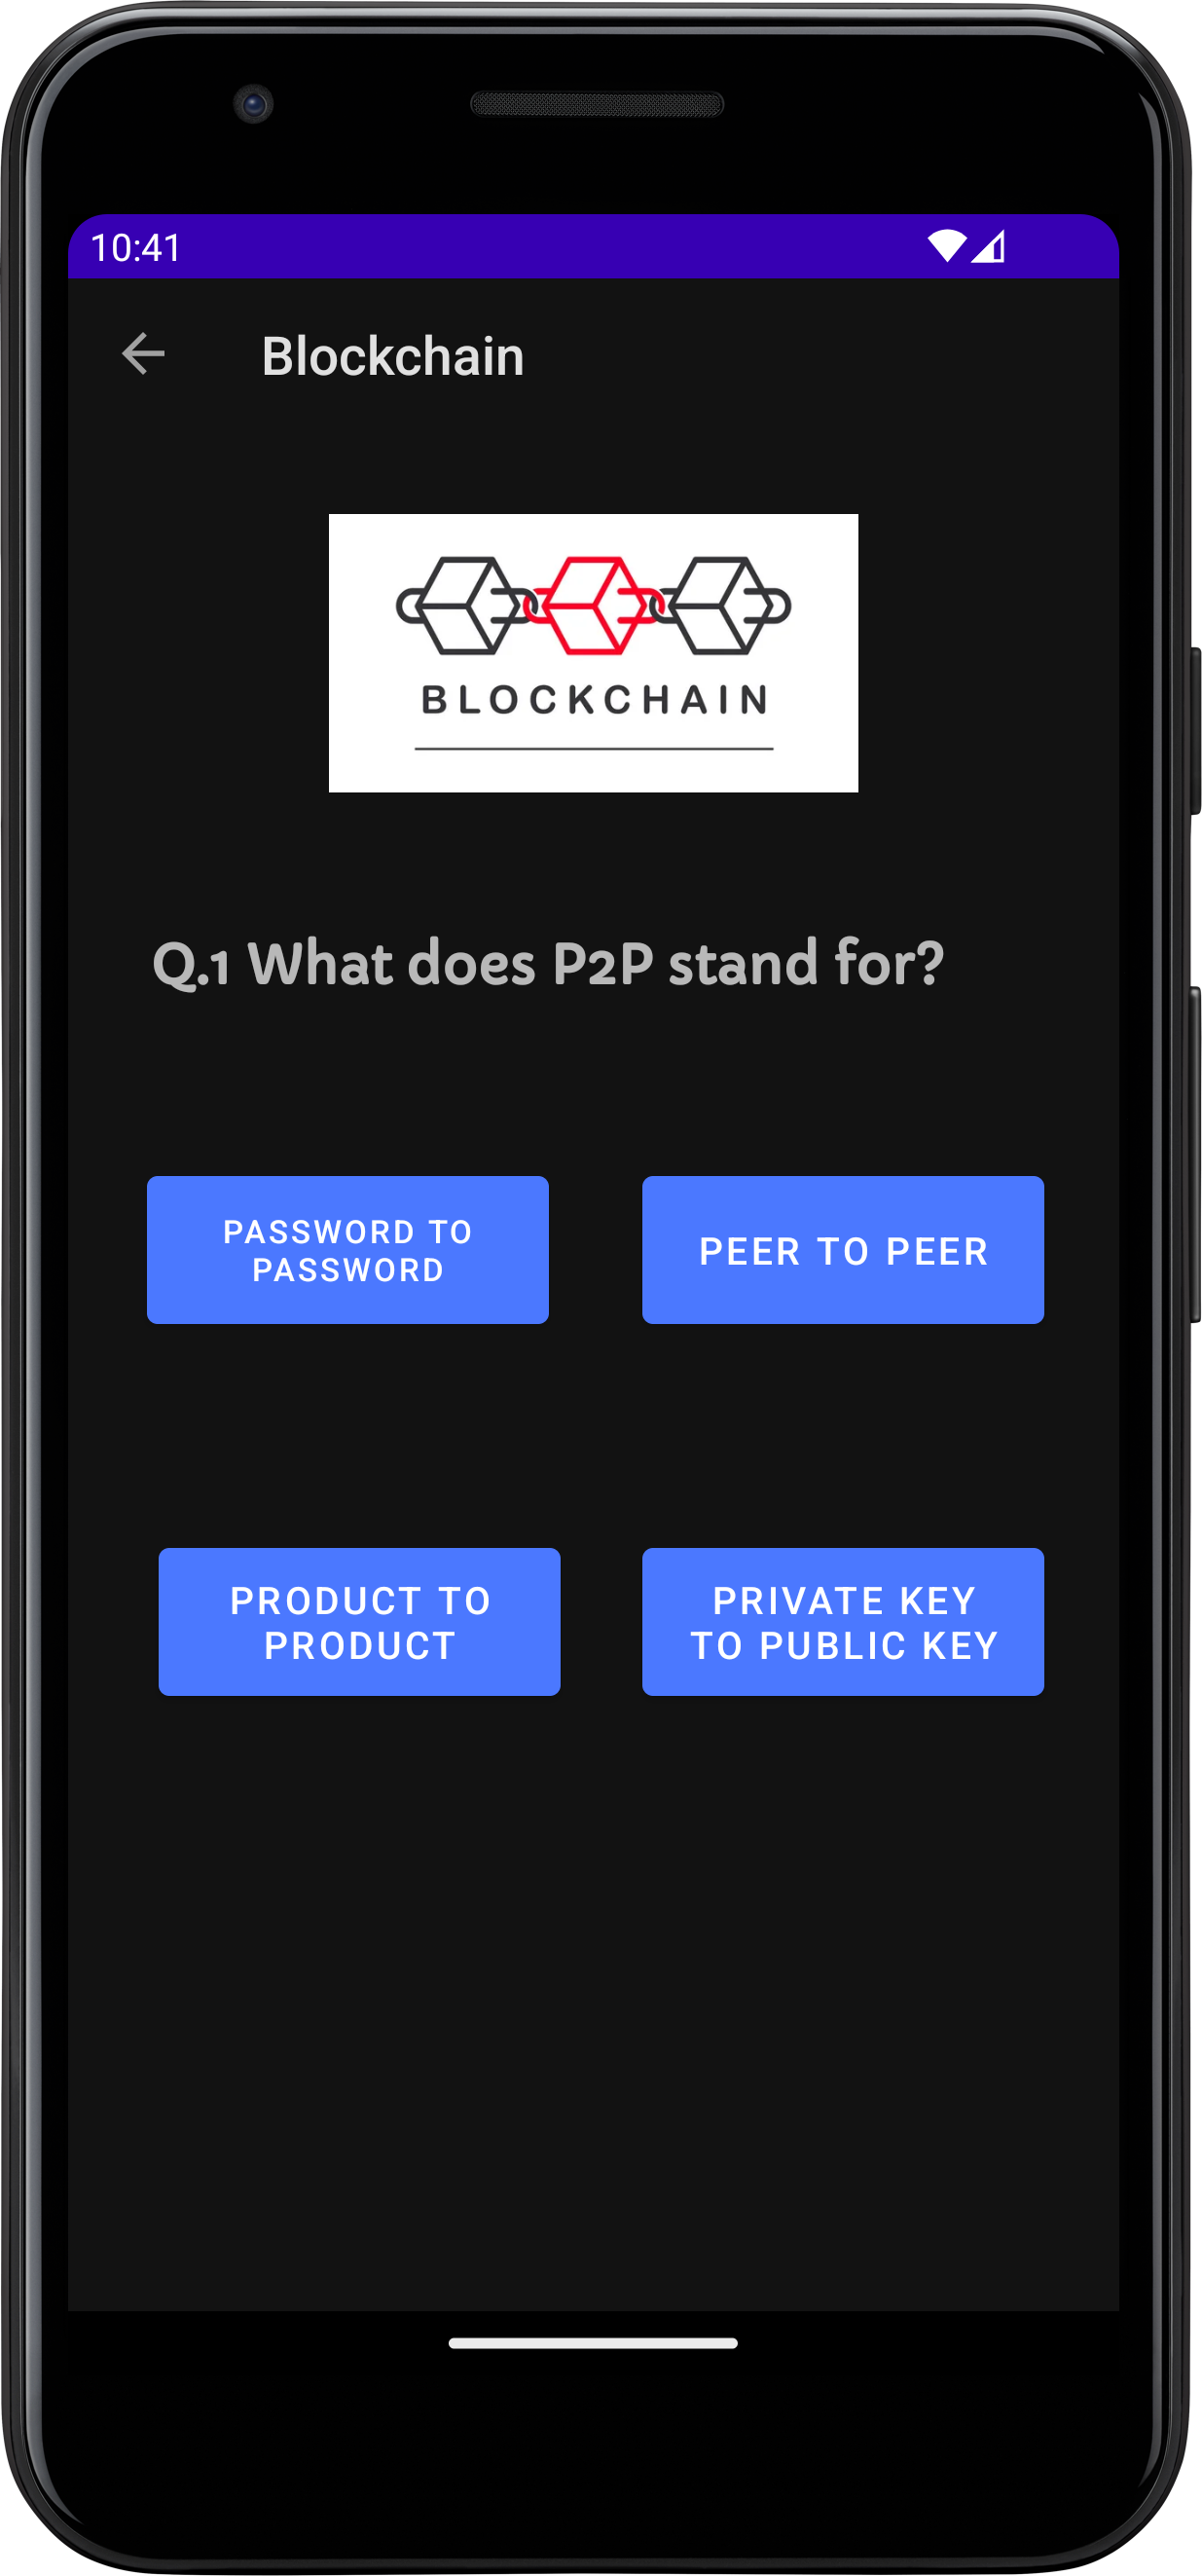 10:41
Blockchain
BLOCKCHAIN
Q.1 What does P2P stand for?
PASSWORD TO
PASSWORD
PEER TO PEER
PRODUCT TO
PRODUCT
PRIVATE KEY
TO PUBLIC KEY